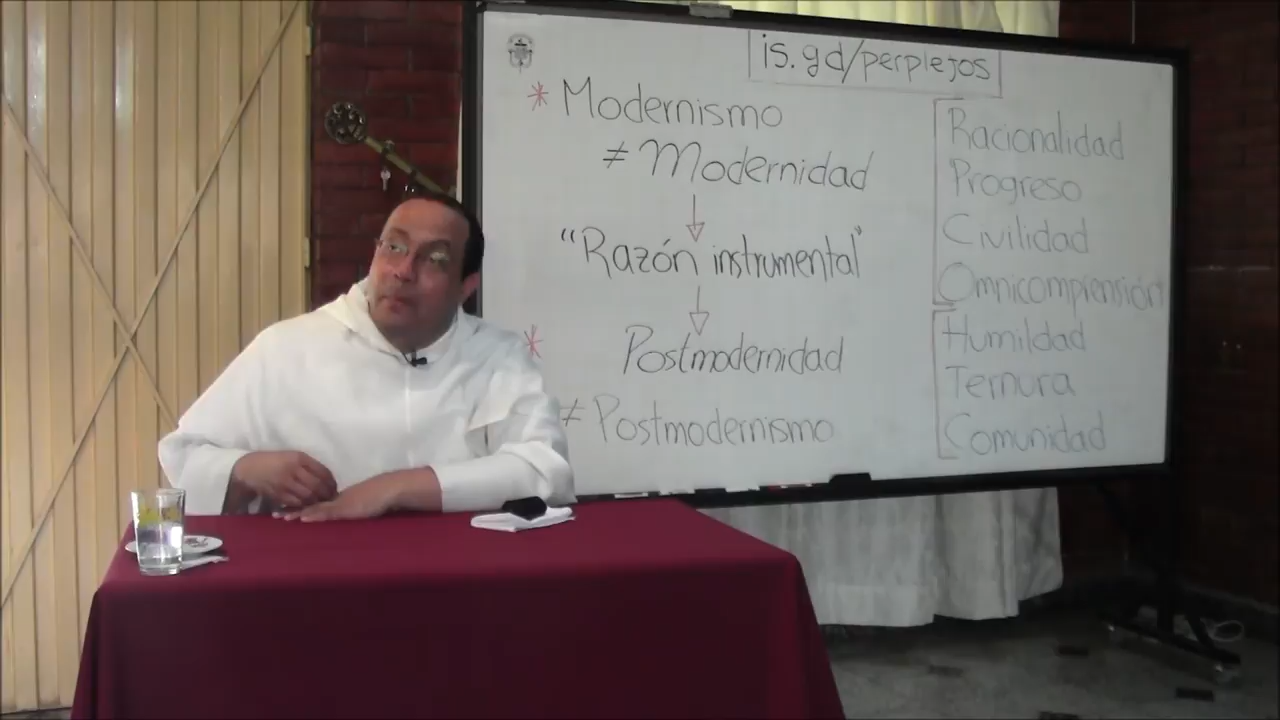 is.gd/perplejos
* Modernismo
≠ Modernidad
"Razón instrumental"
* Postmodernidad
≠ Postmodernismo
Racionalidad
Progreso
Civilidad
Omnicomprensión
Humildad
Ternura
Comunidad